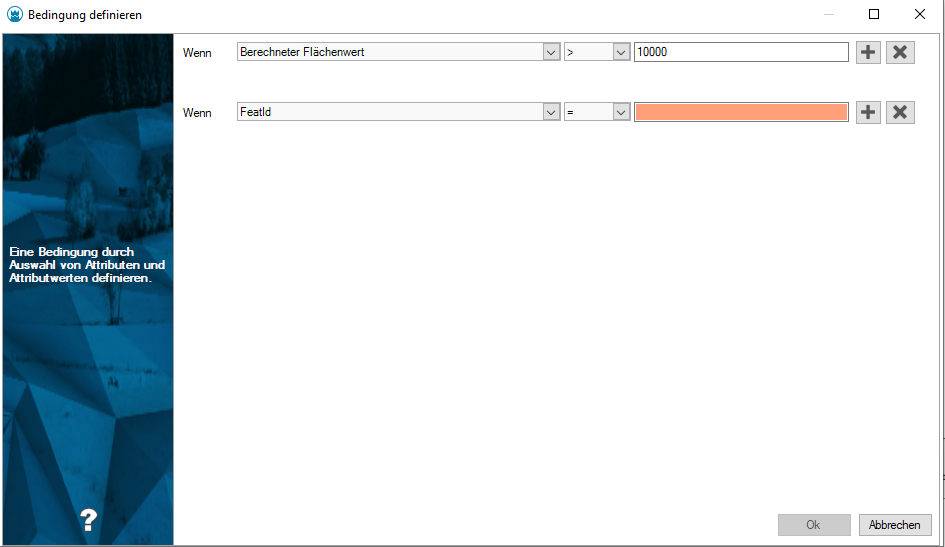 Bedingung definieren
Wenn Berechneter Flächenwert > 10000
Wenn FeatId =
Eine Bedingung durch
Auswahl von Attributen und
Attributwerten definieren.
?
Ok Abbrechen